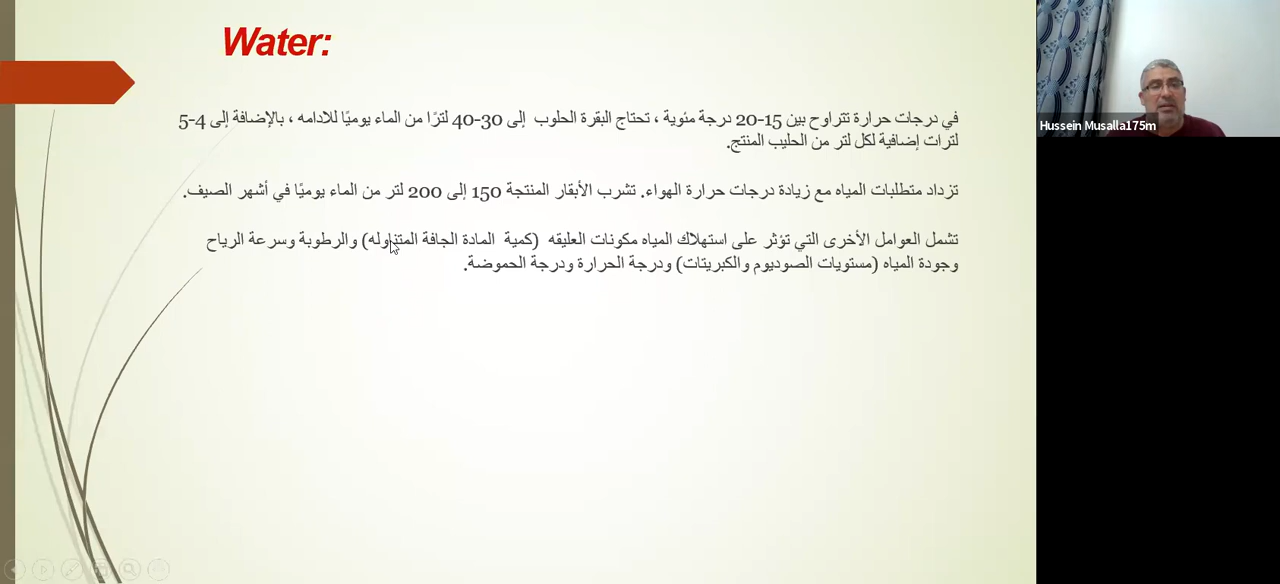 Water:
في درجات حرارة تتراوح بين 15-20 درجة مئوية ، تحتاج البقرة الحلوب إلى 30-40 لترًا من الماء يوميًا للادامه ، بالإضافة إلى 4-5
لترات إضافية لكل لتر من الحليب المنتج.
تزداد متطلبات المياه مع زيادة درجات حرارة الهواء. تشرب الأبقار المنتجة 150 إلى 200 لتر من الماء يوميًا في أشهر الصيف.
تشمل العوامل الأخرى التي تؤثر على استهلاك المياه مكونات العليقه (كمية المادة الجافة المتناوله) والرطوبة وسرعة الرياح
وجودة المياه (مستويات الصوديوم والكبريتات) ودرجة الحرارة ودرجة الحموضة.
Hussein Musalla175m